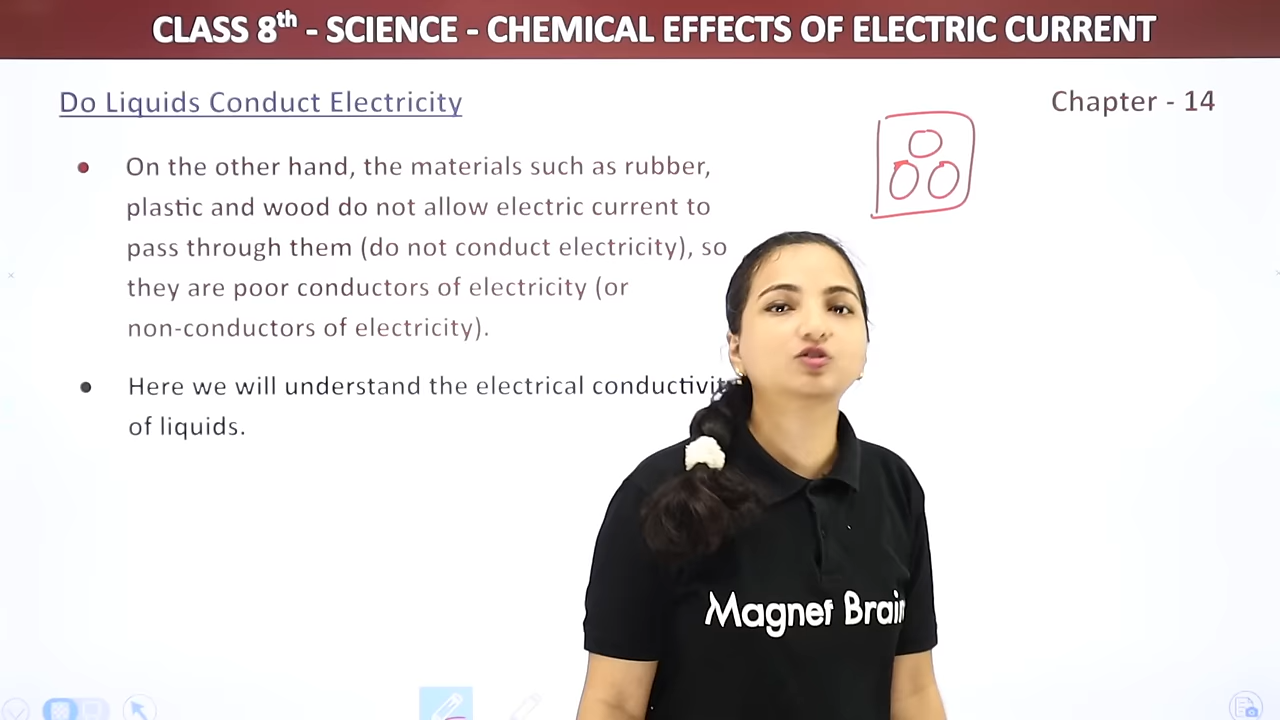 CLASS 8th - SCIENCE - CHEMICAL EFFECTS OF ELECTRIC CURRENT
Do Liquids Conduct Electricity
Chapter - 14
On the other hand, the materials such as rubber,
plastic and wood do not allow electric current to
pass through them (do not conduct electricity), so
they are poor conductors of electricity (or
non-conductors of electricity).
Here we will understand the electrical conductivit
of liquids.
Magnet Brain